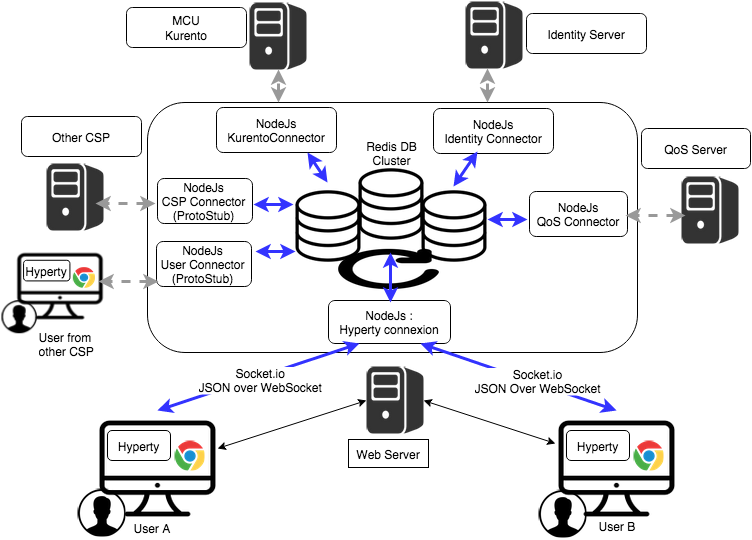 MCU
Kurento
Identity Server
NodeJs
KurentoConnector
Redis DB
Cluster
NodeJs
Identity Connector
Other CSP
QoS Server
NodeJs
CSP Connector
(ProtoStub)
NodeJs
QoS Connector
NodeJs
User Connector
(ProtoStub)
Hyperty
User from
other CSP
NodeJs :
Hyperty connexion
Socket.io
JSON over WebSocket
Socket.io
JSON Over WebSocket
Hyperty
Web Server
Hyperty
User A
User B